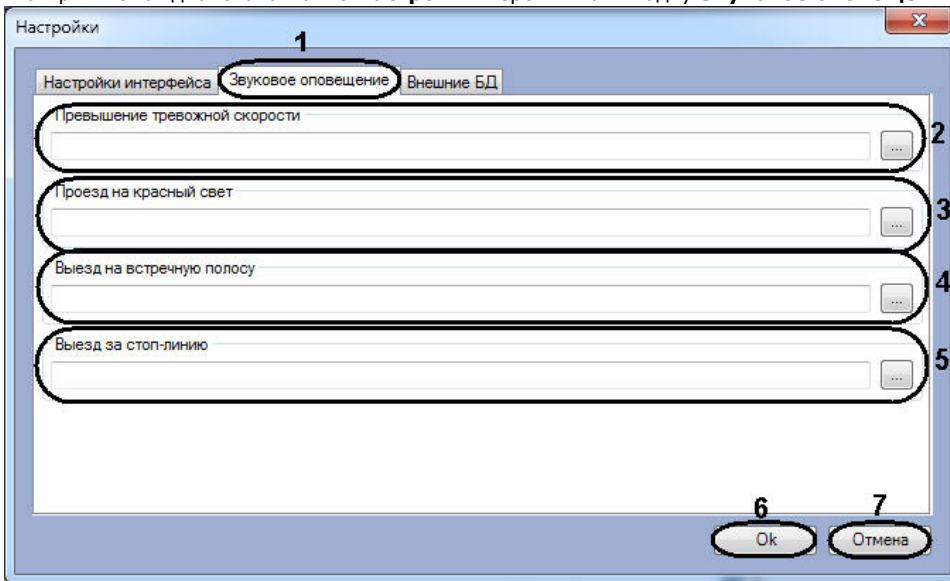 Настройки
1
Настройки интерфейса Звуковое оповещение Внешние БД
Превышение тревожной скорости
... 2
Проезд на красный свет
... 3
Выезд на встречную полосу
... 4
Выезд за стоп-линию
... 5
6 7
Ok Отмена